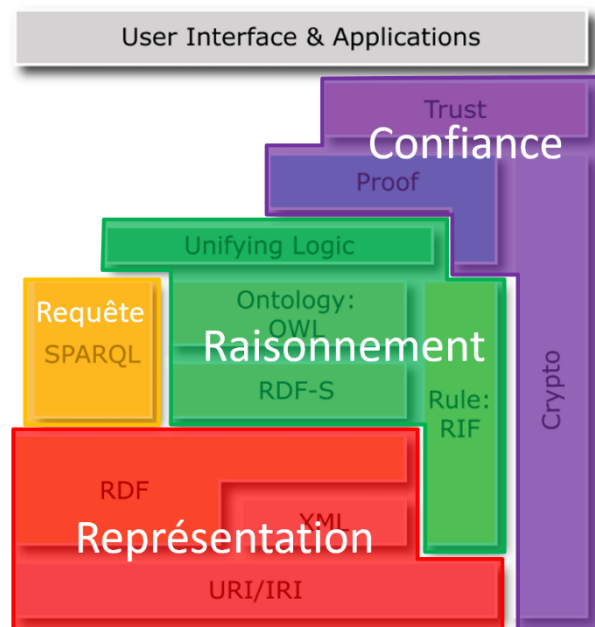 User Interface & Applications
Trust
Confiance
Proof
Unifying Logic
Ontology:
OWL
Requête
SPARQL
Raisonnement
RDF-S
Rule:
RIF
Crypto
RDF
XML
Représentation
URI/IRI